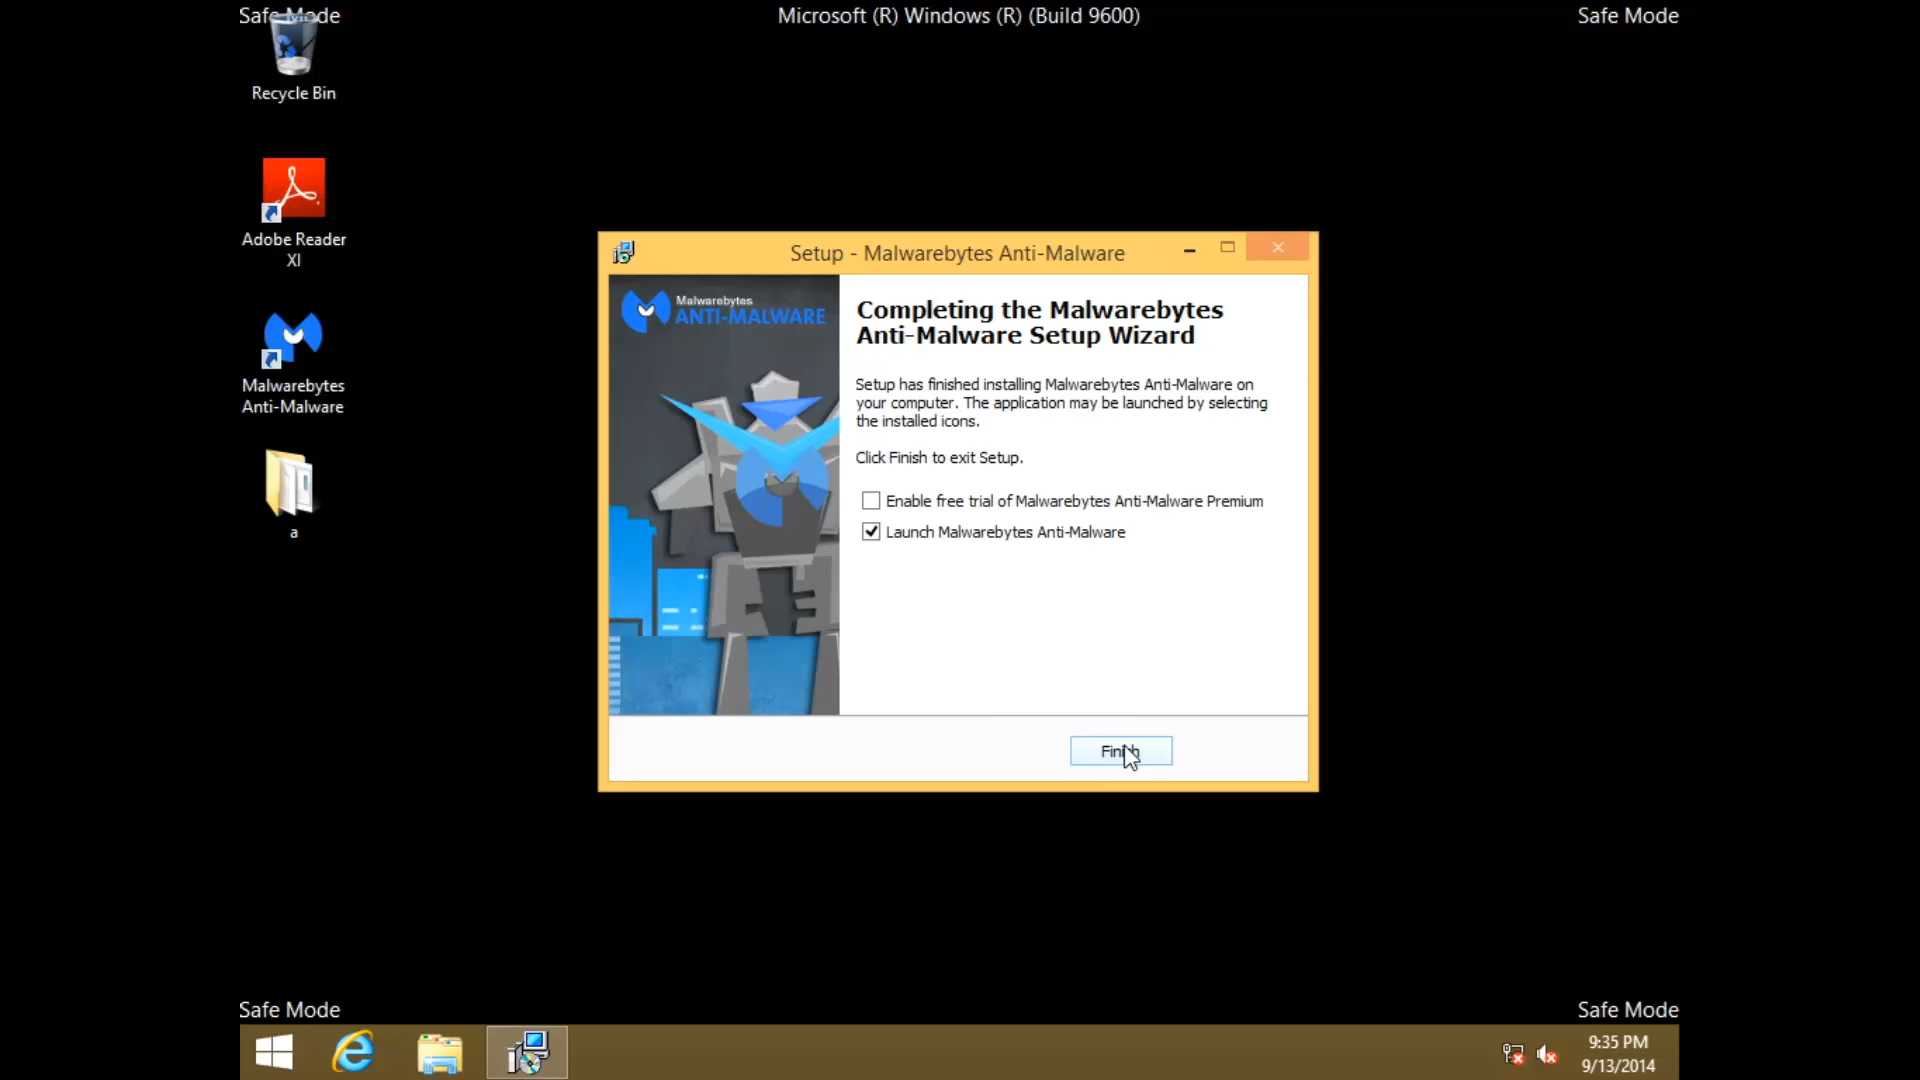 Safe Mode
Microsoft (R) Windows (R) (Build 9600)
Safe Mode
Recycle Bin
Adobe Reader
XI
Malwarebytes
Anti-Malware
a
Setup - Malwarebytes Anti-Malware
Malwarebytes
ANTI-MALWARE
Completing the Malwarebytes
Anti-Malware Setup Wizard
Setup has finished installing Malwarebytes Anti-Malware on
your computer. The application may be launched by selecting
the installed icons.
Click Finish to exit Setup.
Enable free trial of Malwarebytes Anti-Malware Premium
Launch Malwarebytes Anti-Malware
Finish
Safe Mode
Safe Mode
9:35 PM
9/13/2014